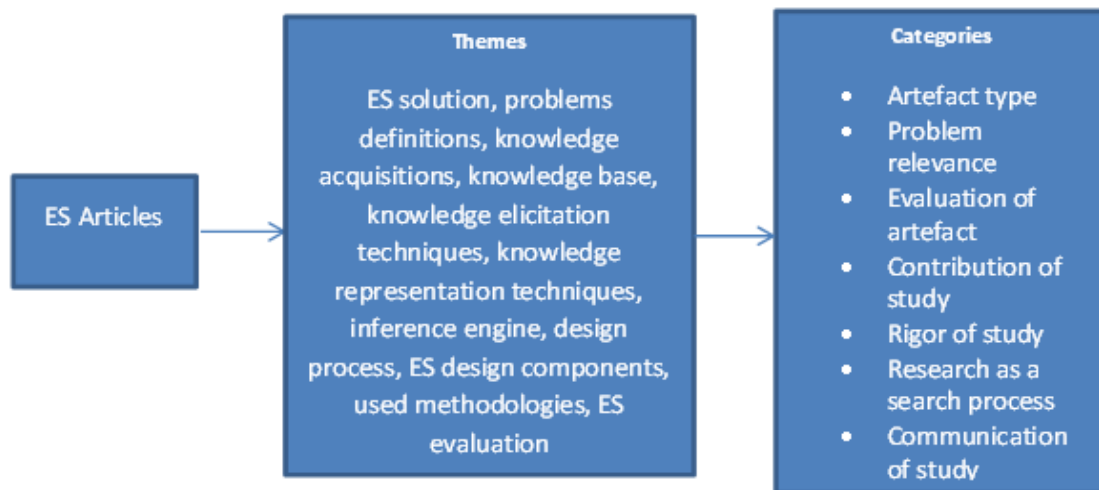 ES Articles
Themes
ES solution, problems
definitions, knowledge
acquisitions, knowledge base,
knowledge elicitation
techniques, knowledge
representation techniques,
inference engine, design
process, ES design components,
used methodologies, ES
evaluation
Categories
• Artefact type
• Problem
relevance
• Evaluation of
artefact
• Contribution of
study
• Rigor of study
• Research as a
search process
• Communication
of study